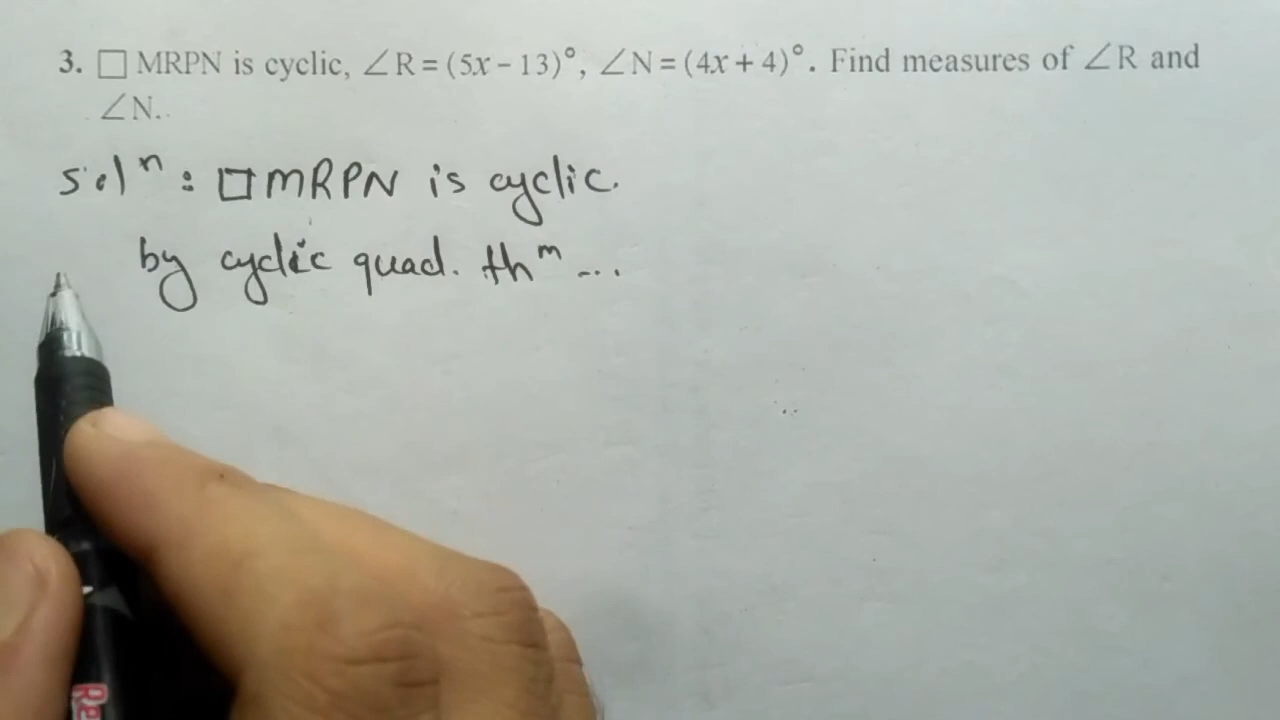 3. □ MRPN is cyclic, ∠R = (5x - 13)°, ∠N = (4x + 4)°. Find measures of ∠R and
∠N.
Solⁿ : □MRPN is cyclic.
by cyclic quad. thᵐ ...